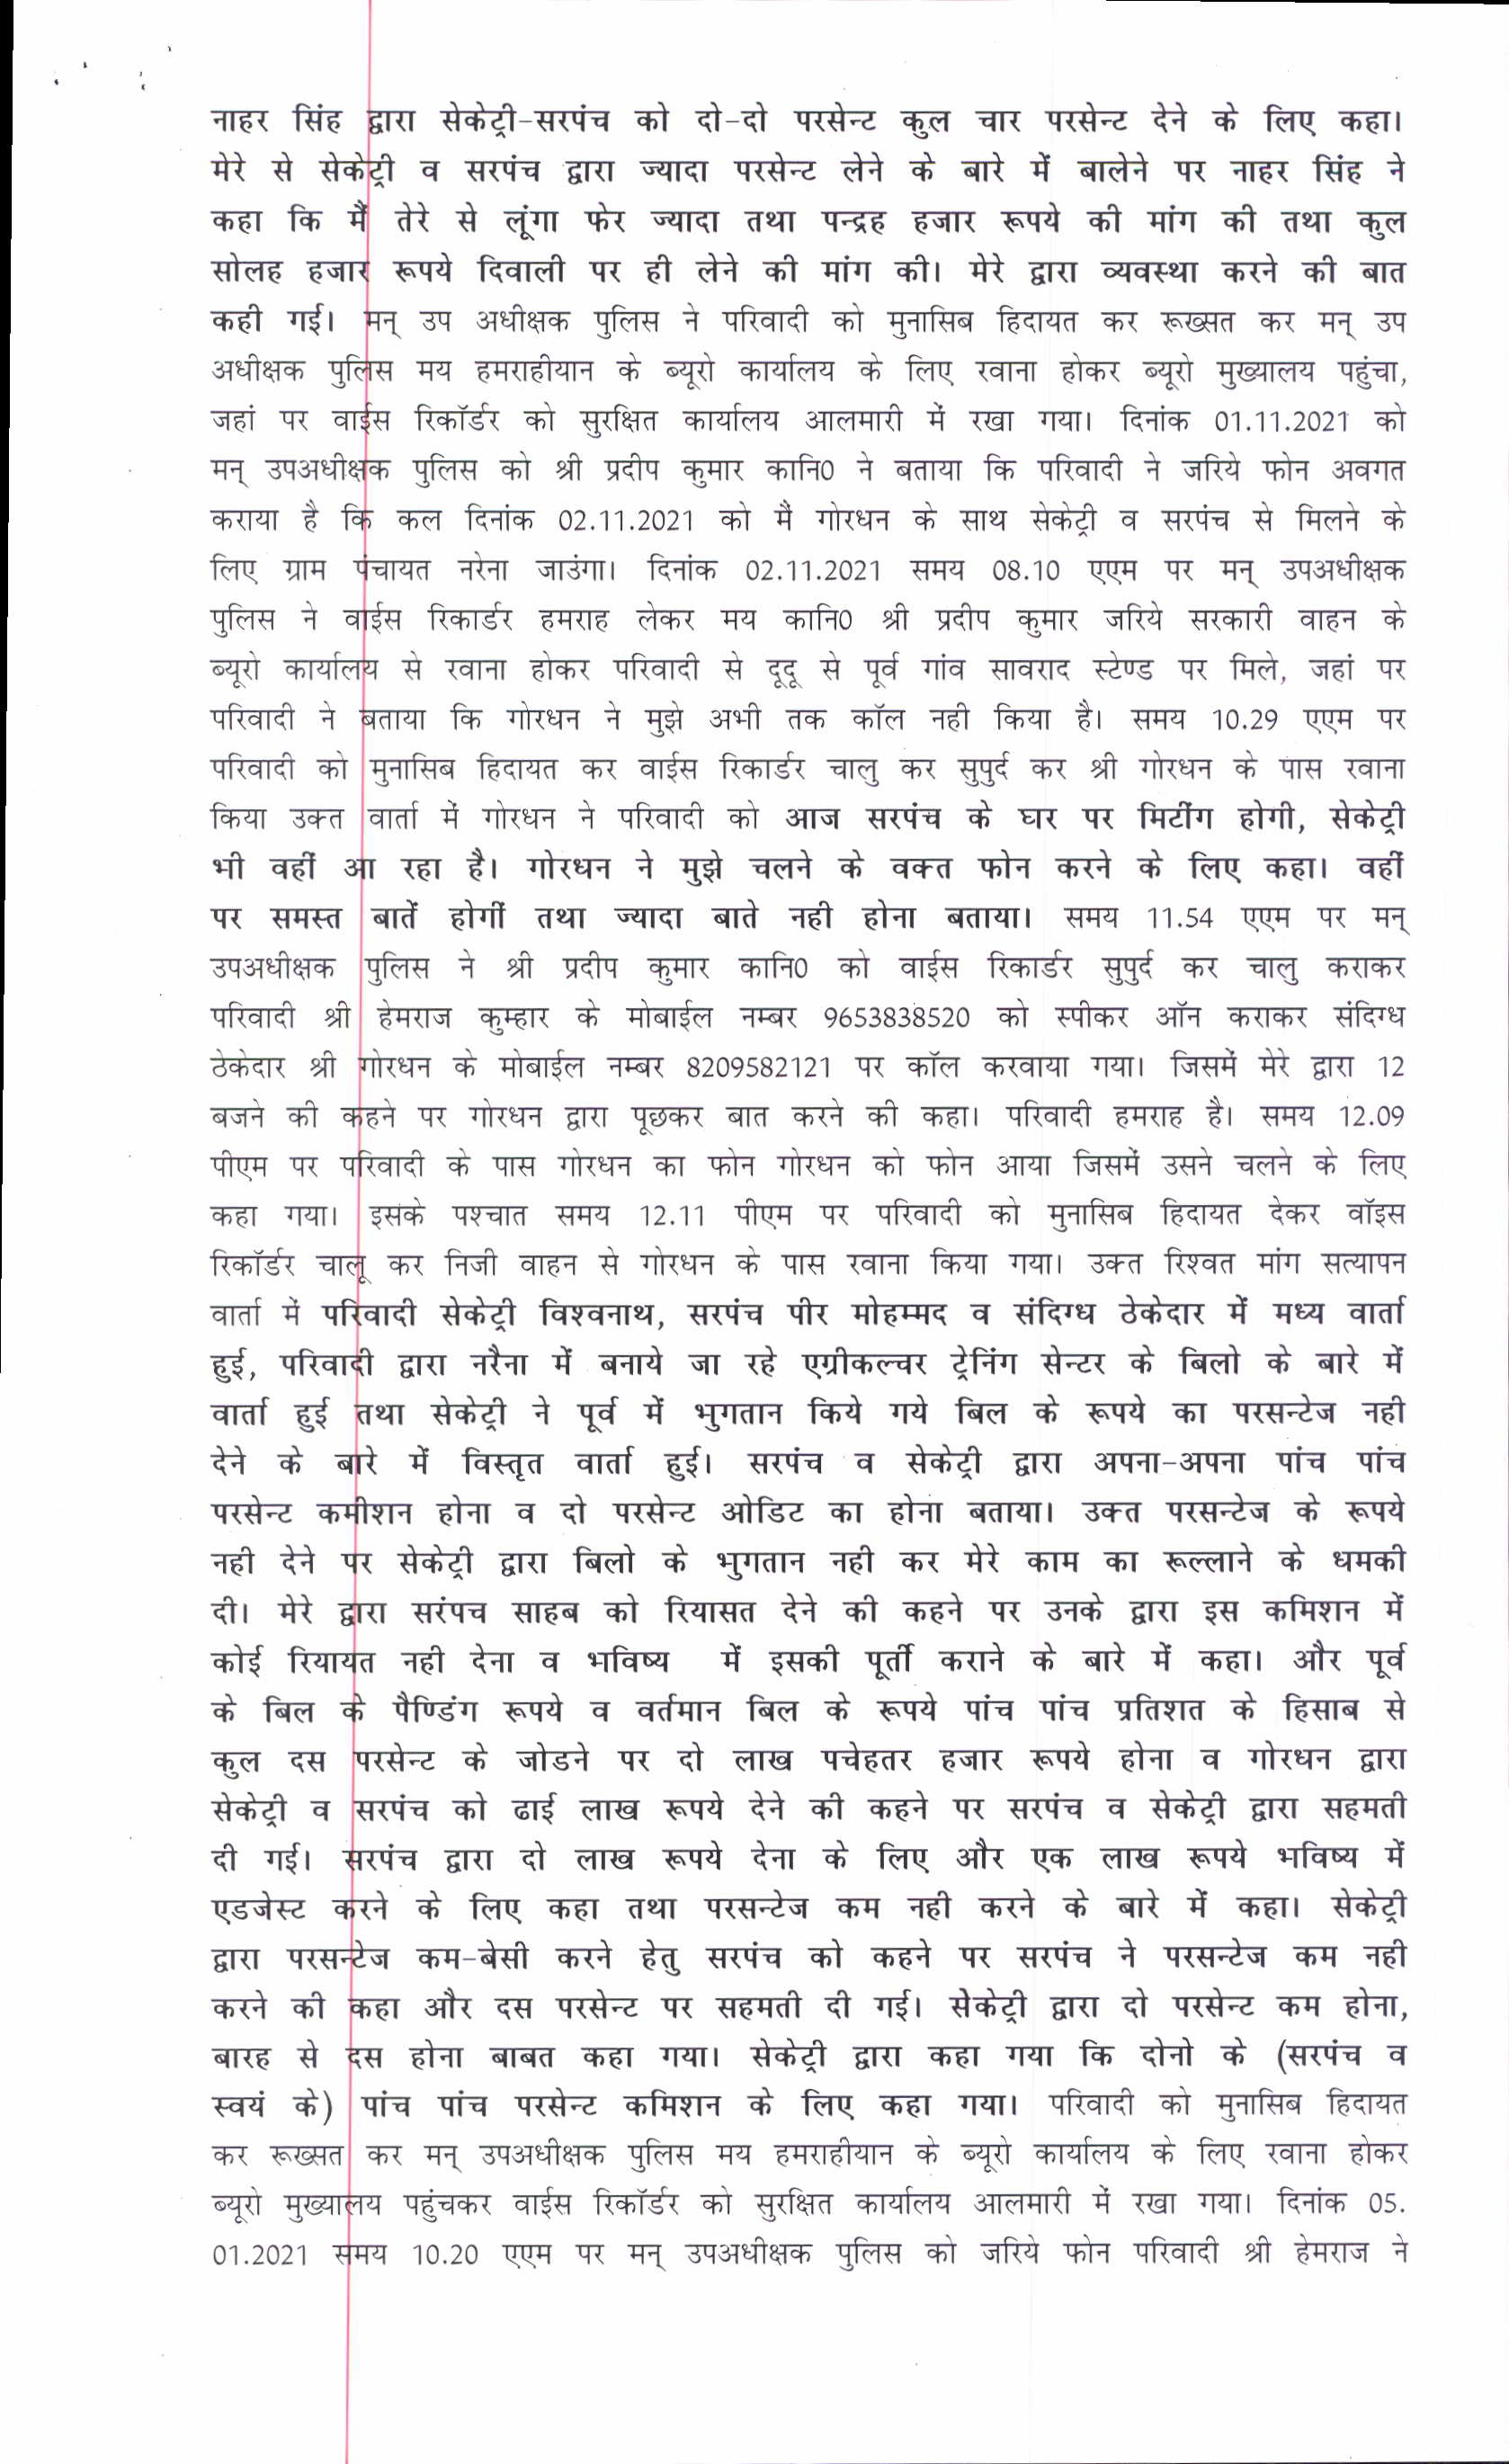 नाहर सिंह द्वारा सेकेट्री-सरपंच को दो-दो परसेन्ट कुल चार परसेन्ट देने के लिए कहा।
मेरे से सेकेट्री व सरपंच द्वारा ज्यादा परसेन्ट लेने के बारे में बालेने पर नाहर सिंह ने
कहा कि मैं तेरे से लूंगा फेर ज्यादा तथा पन्द्रह हजार रूपये की मांग की तथा कुल
सोलह हजार रूपये दिवाली पर ही लेने की मांग की। मेरे द्वारा व्यवस्था करने की बात
कही गई। मन् उप अधीक्षक पुलिस ने परिवादी को मुनासिब हिदायत कर रूख्सत कर मन् उप
अधीक्षक पुलिस मय हमराहीयान के ब्यूरो कार्यालय के लिए रवाना होकर ब्यूरो मुख्यालय पहुंचा,
जहां पर वाईस रिकॉर्डर को सुरक्षित कार्यालय आलमारी में रखा गया। दिनांक 01.11.2021 को
मन् उपअधीक्षक पुलिस को श्री प्रदीप कुमार कानि0 ने बताया कि परिवादी ने जरिये फोन अवगत
कराया है कि कल दिनांक 02.11.2021 को मै गोरधन के साथ सेकेट्री व सरपंच से मिलने के
लिए ग्राम पंचायत नरेना जाउंगा। दिनांक 02.11.2021 समय 08.10 एएम पर मन् उपअधीक्षक
पुलिस ने वाईस रिकार्डर हमराह लेकर मय कानि0 श्री प्रदीप कुमार जरिये सरकारी वाहन के
ब्यूरो कार्यालय से रवाना होकर परिवादी से दूदू से पूर्व गांव सावराद स्टेण्ड पर मिले, जहां पर
परिवादी ने बताया कि गोरधन ने मुझे अभी तक कॉल नही किया है। समय 10.29 एएम पर
परिवादी को मुनासिब हिदायत कर वाईस रिकार्डर चालु कर सुपुर्द कर श्री गोरधन के पास रवाना
किया उक्त वार्ता में गोरधन ने परिवादी को आज सरपंच के घर पर मिटींग होगी, सेकेट्री
भी वहीं आ रहा है। गोरधन ने मुझे चलने के वक्त फोन करने के लिए कहा। वहीं
पर समस्त बातें होगीं तथा ज्यादा बाते नही होना बताया। समय 11.54 एएम पर मन्
उपअधीक्षक पुलिस ने श्री प्रदीप कुमार कानि0 को वाईस रिकार्डर सुपुर्द कर चालु कराकर
परिवादी श्री हेमराज कुम्हार के मोबाईल नम्बर 9653838520 को स्पीकर ऑन कराकर संदिग्ध
ठेकेदार श्री गोरधन के मोबाईल नम्बर 8209582121 पर कॉल करवाया गया। जिसमें मेरे द्वारा 12
बजने की कहने पर गोरधन द्वारा पूछकर बात करने की कहा। परिवादी हमराह है। समय 12.09
पीएम पर परिवादी के पास गोरधन का फोन गोरधन को फोन आया जिसमें उसने चलने के लिए
कहा गया। इसके पश्चात समय 12.11 पीएम पर परिवादी को मुनासिब हिदायत देकर वॉइस
रिकॉर्डर चालू कर निजी वाहन से गोरधन के पास रवाना किया गया। उक्त रिश्वत मांग सत्यापन
वार्ता में परिवादी सेकेट्री विश्वनाथ, सरपंच पीर मोहम्मद व संदिग्ध ठेकेदार में मध्य वार्ता
हुई, परिवादी द्वारा नरैना में बनाये जा रहे एग्रीकल्चर ट्रेनिंग सेन्टर के बिलो के बारे में
वार्ता हुई तथा सेकेट्री ने पूर्व में भुगतान किये गये बिल के रूपये का परसन्टेज नही
देने के बारे में विस्तृत वार्ता हुई। सरपंच व सेकेट्री द्वारा अपना-अपना पांच पांच
परसेन्ट कमीशन होना व दो परसेन्ट ओडिट का होना बताया। उक्त परसन्टेज के रूपये
नही देने पर सेकेट्री द्वारा बिलो के भुगतान नही कर मेरे काम का रूल्लाने के धमकी
दी। मेरे द्वारा सरंपच साहब को रियासत देने की कहने पर उनके द्वारा इस कमिशन में
कोई रियायत नही देना व भविष्य में इसकी पूर्ती कराने के बारे में कहा। और पूर्व
के बिल के पैण्डिंग रूपये व वर्तमान बिल के रूपये पांच पांच प्रतिशत के हिसाब से
कुल दस परसेन्ट के जोडने पर दो लाख पचेहतर हजार रूपये होना व गोरधन द्वारा
सेकेट्री व सरपंच को ढाई लाख रूपये देने की कहने पर सरपंच व सेकेट्री द्वारा सहमती
दी गई। सरपंच द्वारा दो लाख रूपये देना के लिए और एक लाख रूपये भविष्य में
एडजेस्ट करने के लिए कहा तथा परसन्टेज कम नही करने के बारे में कहा। सेकेट्री
द्वारा परसन्टेज कम-बेसी करने हेतु सरपंच को कहने पर सरपंच ने परसन्टेज कम नही
करने की कहा और दस परसेन्ट पर सहमती दी गई। सेकेट्री द्वारा दो परसेन्ट कम होना,
बारह से दस होना बाबत कहा गया। सेकेट्री द्वारा कहा गया कि दोनो के (सरपंच व
स्वयं के) पांच पांच परसेन्ट कमिशन के लिए कहा गया। परिवादी को मुनासिब हिदायत
कर रूख्सत कर मन् उपअधीक्षक पुलिस मय हमराहीयान के ब्यूरो कार्यालय के लिए रवाना होकर
ब्यूरो मुख्यालय पहुंचकर वाईस रिकॉर्डर को सुरक्षित कार्यालय आलमारी में रखा गया। दिनांक 05.
01.2021 समय 10.20 एएम पर मन् उपअधीक्षक पुलिस को जरिये फोन परिवादी श्री हेमराज ने